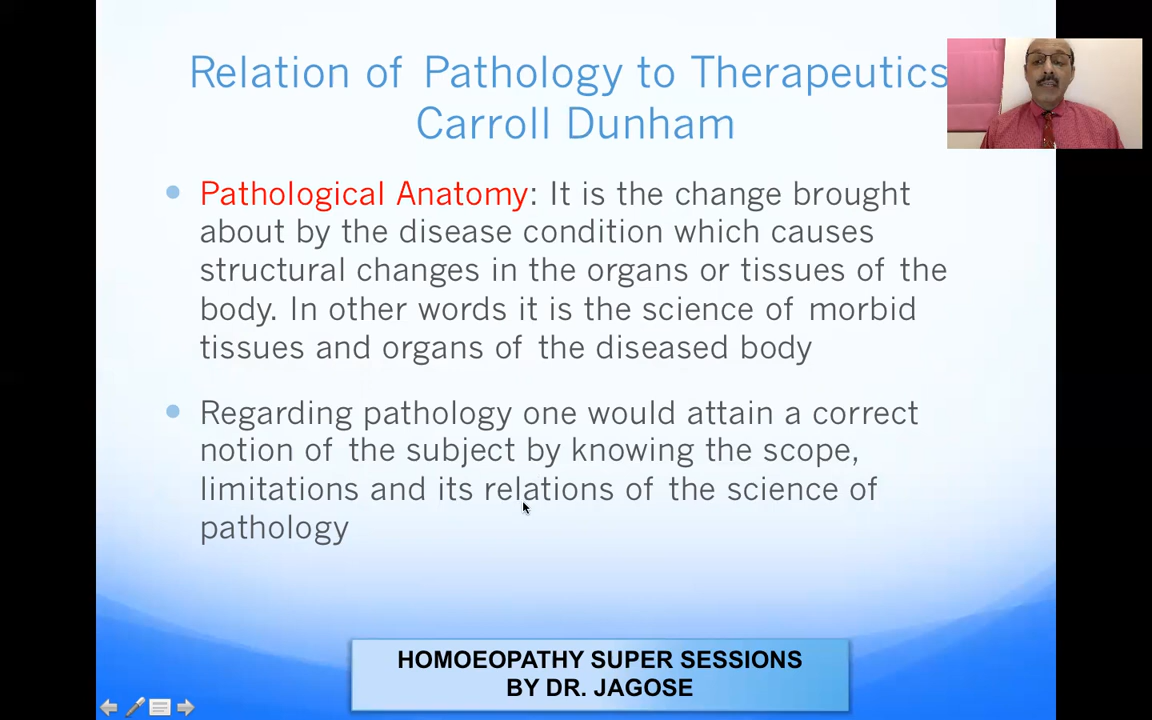 Relation of Pathology to Therapeutics
Carroll Dunham
Pathological Anatomy: It is the change brought
about by the disease condition which causes
structural changes in the organs or tissues of the
body. In other words it is the science of morbid
tissues and organs of the diseased body
Regarding pathology one would attain a correct
notion of the subject by knowing the scope,
limitations and its relations of the science of
pathology
HOMOEOPATHY SUPER SESSIONS
BY DR. JAGOSE